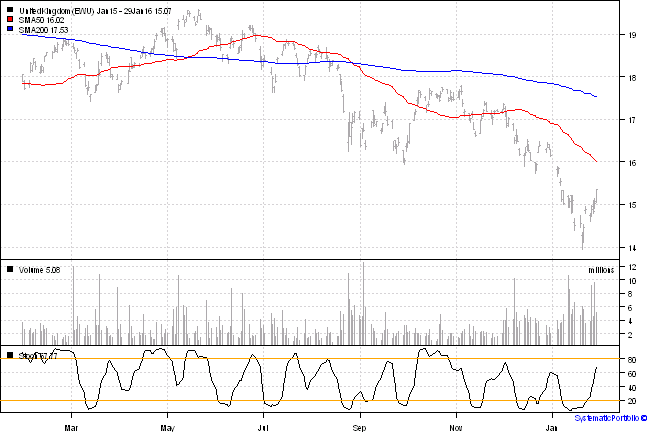 UnitedKingdom (EWU) Jan15 - 29Jan16 15.07
SMA50 16.02
SMA200 17.53
19
18
17
16
15
14
Volume 5.08
millions
12
10
8
6
4
2
80
60
40
20
Mar May Jul Sep Nov Jan
SystematicPortfolio ©